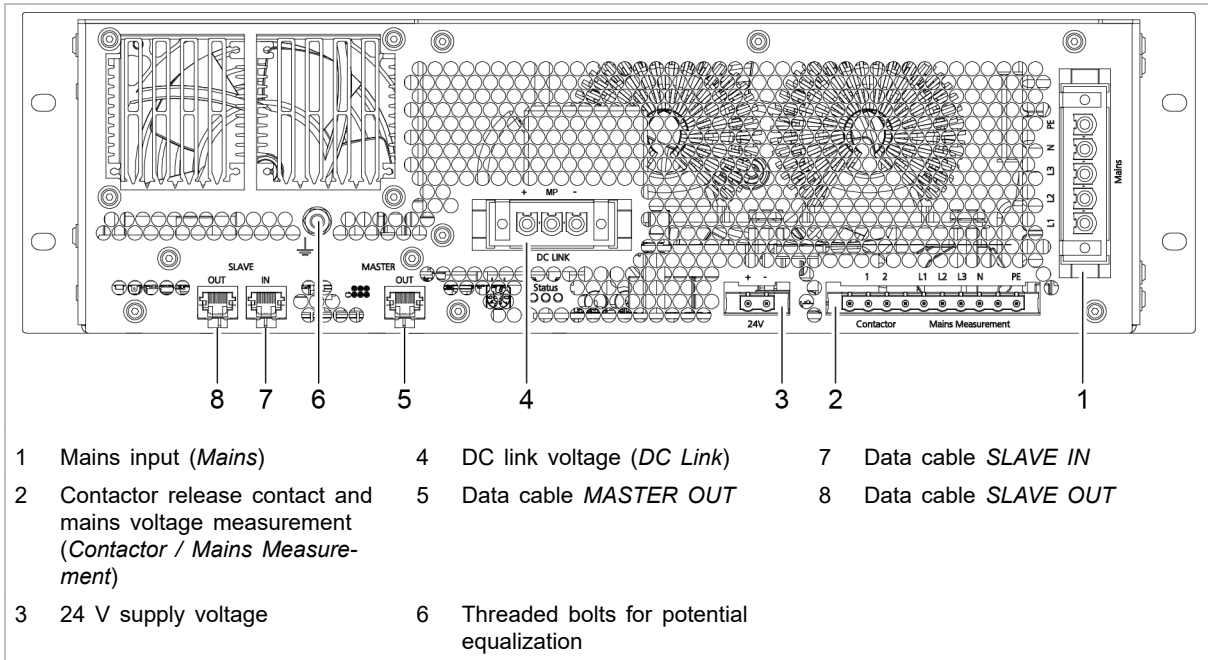 PE
N
L3
L2
L1
Mains
+ MP -
DC LINK
SLAVE
MASTER
OUT IN
OUT
Status
+ -
24V
1 2 L1 L2 L3 N PE
Contactor Mains Measurement
8 7 6 5 4 3 2 1
1 Mains input (Mains)
2 Contactor release contact and
mains voltage measurement
(Contactor / Mains Measure-
ment)
3 24 V supply voltage
4 DC link voltage (DC Link)
5 Data cable MASTER OUT
6 Threaded bolts for potential
equalization
7 Data cable SLAVE IN
8 Data cable SLAVE OUT